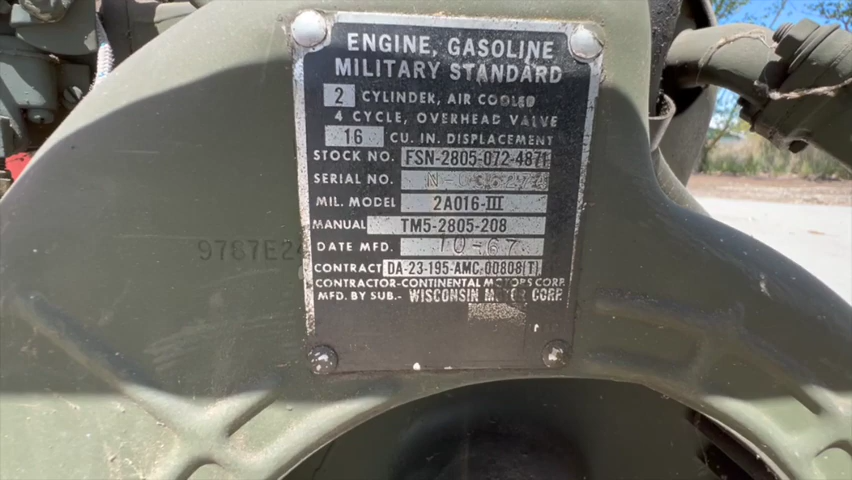 ENGINE, GASOLINE
MILITARY STANDARD
2 CYLINDER, AIR COOLED
4 CYCLE, OVERHEAD VALVE
16 CU. IN. DISPLACEMENT
STOCK NO. FSN-2805-072-4871
SERIAL NO.
MIL. MODEL 2A016-III
MANUAL TM5-2805-208
DATE MFD. 10-67
CONTRACT DA-23-195-AMC 00808(T)
CONTRACTOR-CONTINENTAL MOTORS CORP.
MFD. BY SUB.- WISCONSIN MOTOR CORP.